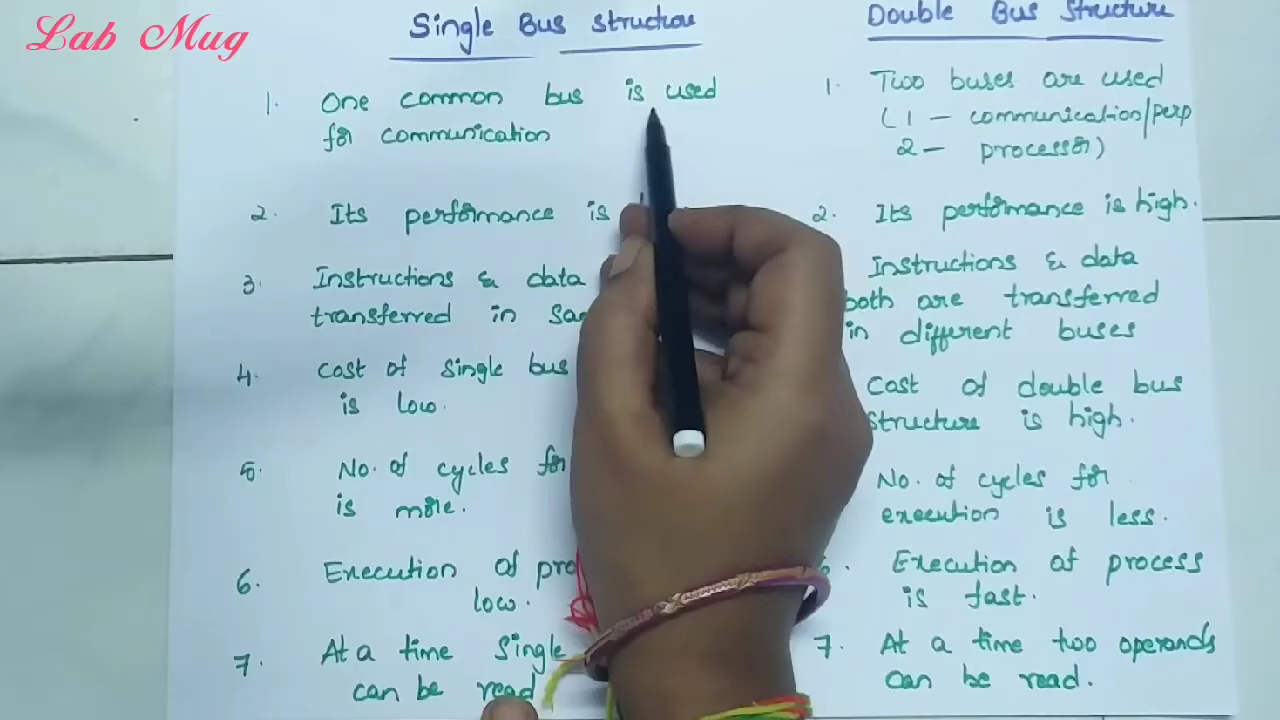 Lab Mug
Single Bus structure
1. One common bus is used
for communication
2. Its performance is
3. Instructions & data
transferred in
4. cost of single bus
is low.
5. No. of cycles for
is more.
6. Execution of
low.
7. At a time single
can be read
Double Bus Structure
1. Two buses are used
(1 - communication/perp
2 - processor)
2. Its performance is high.
Instructions & data
both are transferred
in different buses
cost of double bus
structure is high.
No. of cycles for
execution is less.
6. Execution of process
is fast.
7. At a time two operands
can be read.